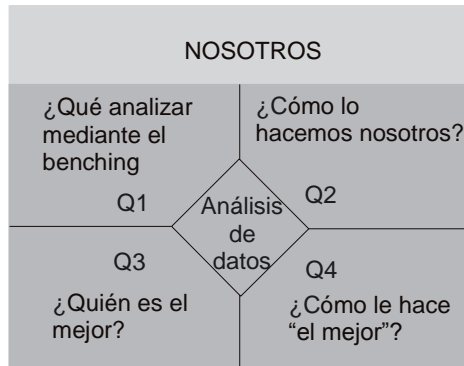 NOSOTROS
¿Qué analizar
mediante el
benching
Q1
¿Cómo lo
hacemos nosotros?
Q2
Análisis
de
datos
Q3
¿Quién es el
mejor?
Q4
¿Cómo le hace
“el mejor”?